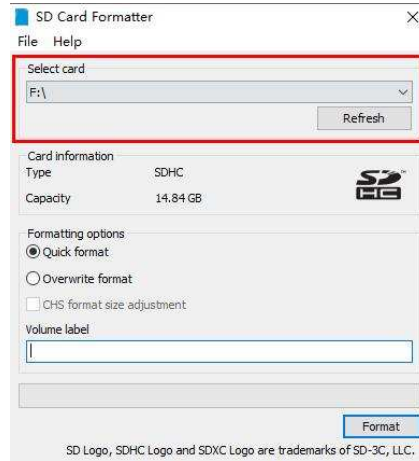 SD Card Formatter
File Help
Select card
F:\
Refresh
Card information
Type SDHC
SD HC
Capacity 14.84 GB
Formatting options
Quick format
Overwrite format
CHS format size adjustment
Volume label
Format
SD Logo, SDHC Logo and SDXC Logo are trademarks of SD-3C, LLC.